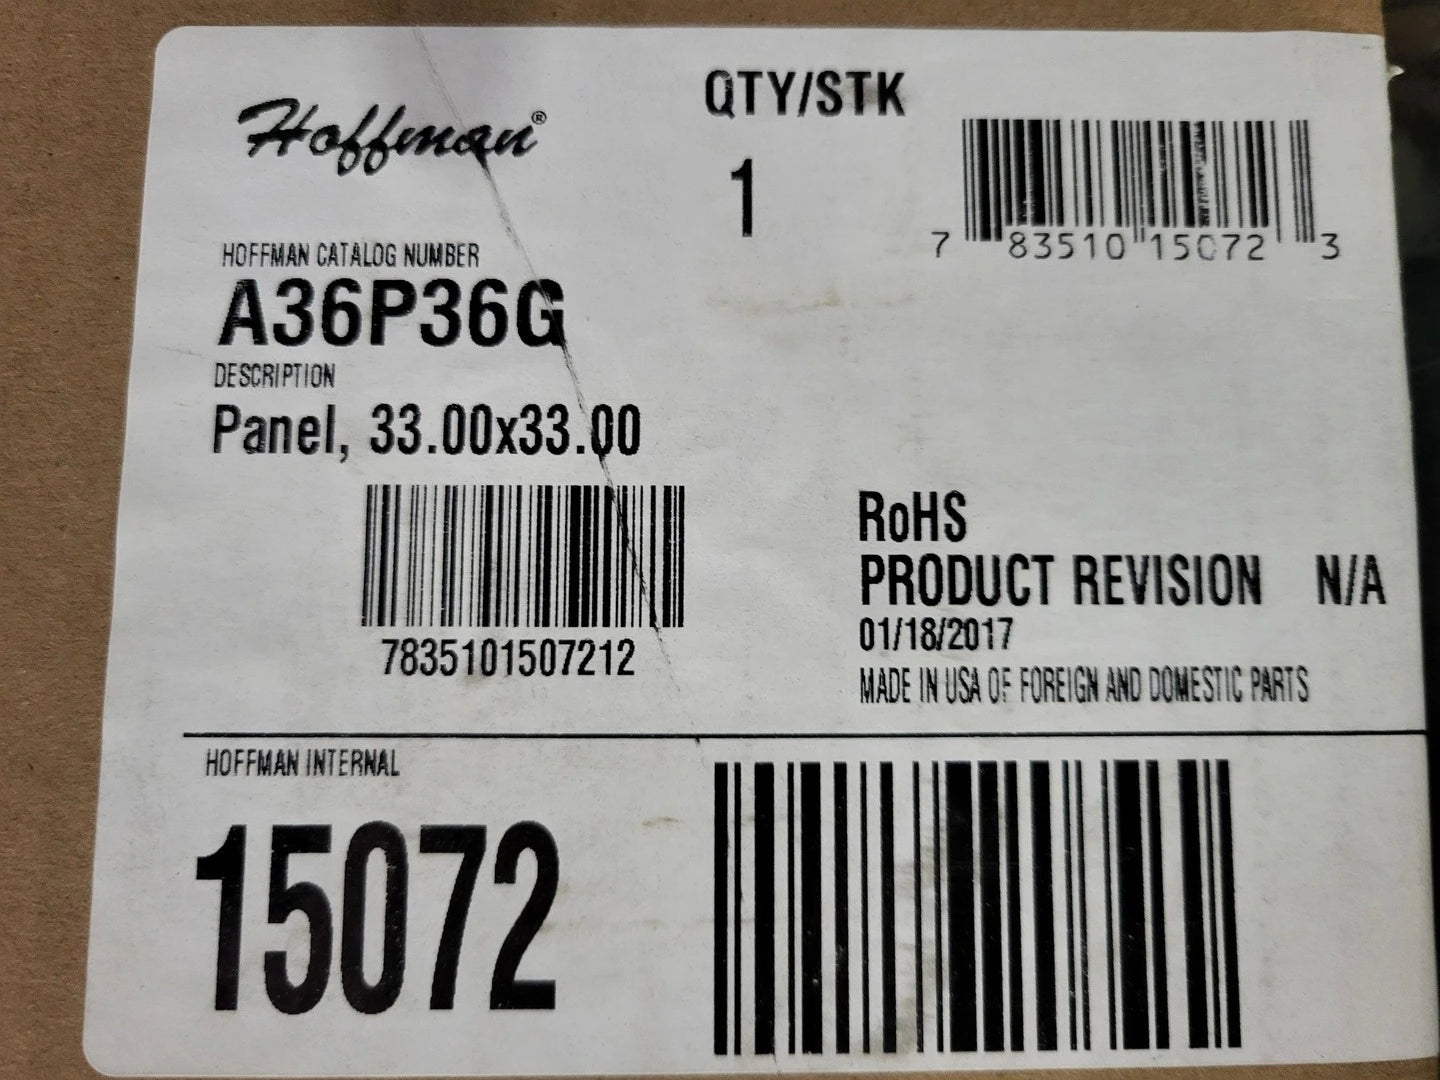 Hoffman®
QTY/STK
1
7 83510 15072 3
HOFFMAN CATALOG NUMBER
A36P36G
DESCRIPTION
Panel, 33.00x33.00
7835101507212
RoHS
PRODUCT REVISION N/A
01/18/2017
MADE IN USA OF FOREIGN AND DOMESTIC PARTS
HOFFMAN INTERNAL
15072